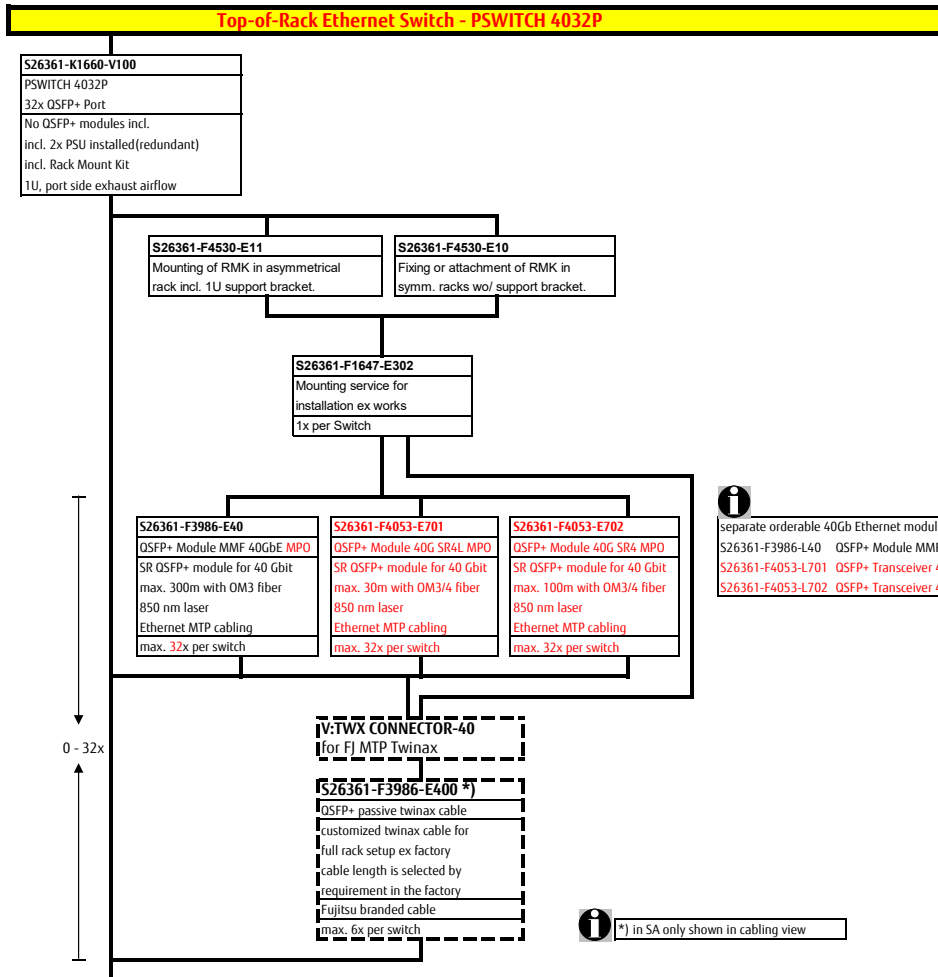 Top-of-Rack Ethernet Switch - PSWITCH 4032P
S26361-K1660-V100
PSWITCH 4032P
32x QSFP+ Port
No QSFP+ modules incl.
incl. 2x PSU installed(redundant)
incl. Rack Mount Kit
1U, port side exhaust airflow
S26361-F4530-E11
Mounting of RMK in asymmetrical
rack incl. 1U support bracket.
S26361-F4530-E10
Fixing or attachment of RMK in
symm. racks wo/ support bracket.
S26361-F1647-E302
Mounting service for
installation ex works
1x per Switch
S26361-F3986-E40
QSFP+ Module MMF 40GbE MPO
SR QSFP+ module for 40 Gbit
max. 300m with OM3 fiber
850 nm laser
Ethernet MTP cabling
max. 32x per switch
S26361-F4053-E701
QSFP+ Module 40G SR4L MPO
SR QSFP+ module for 40 Gbit
max. 30m with OM3/4 fiber
850 nm laser
Ethernet MTP cabling
max. 32x per switch
S26361-F4053-E702
QSFP+ Module 40G SR4 MPO
SR QSFP+ module for 40 Gbit
max. 100m with OM3/4 fiber
850 nm laser
Ethernet MTP cabling
max. 32x per switch
i
separate orderable 40Gb Ethernet modul
S26361-F3986-L40 QSFP+ Module MMF
S26361-F4053-L701 QSFP+ Transceiver 4
S26361-F4053-L702 QSFP+ Transceiver 4
0 - 32x
V:TWX CONNECTOR-40
for FJ MTP Twinax
S26361-F3986-E400 *)
QSFP+ passive twinax cable
customized twinax cable for
full rack setup ex factory
cable length is selected by
requirement in the factory
Fujitsu branded cable
max. 6x per switch
i
*) in SA only shown in cabling view